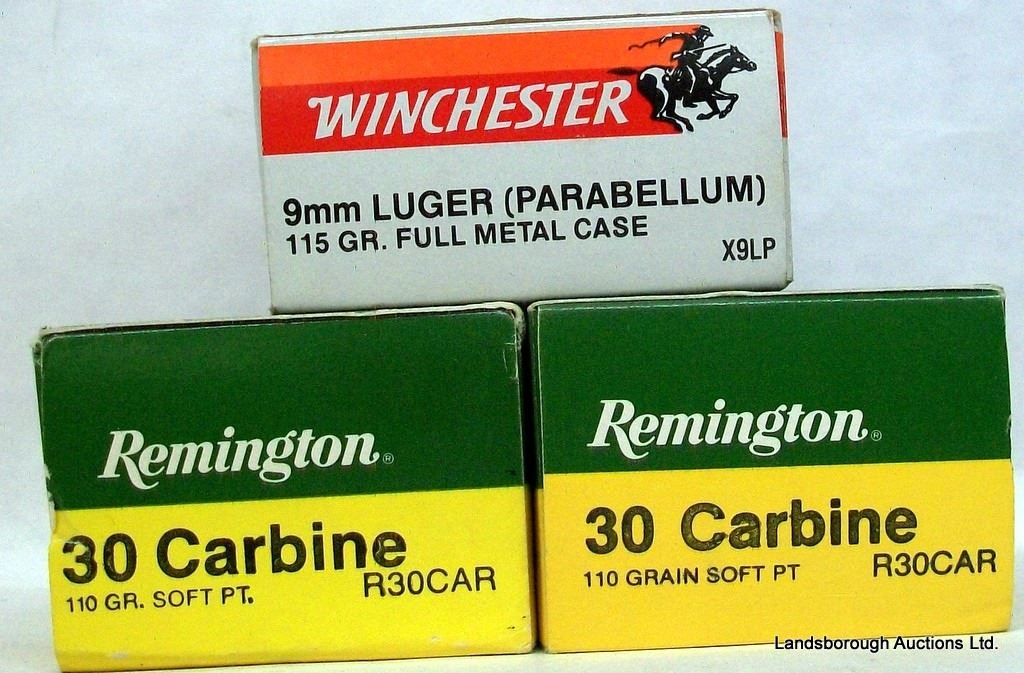 WINCHESTER
9mm LUGER (PARABELLUM)
115 GR. FULL METAL CASE
X9LP
Remington®
30 Carbine
110 GR. SOFT PT.
R30CAR
Remington®
30 Carbine
110 GRAIN SOFT PT
R30CAR
Landsborough Auctions Ltd.